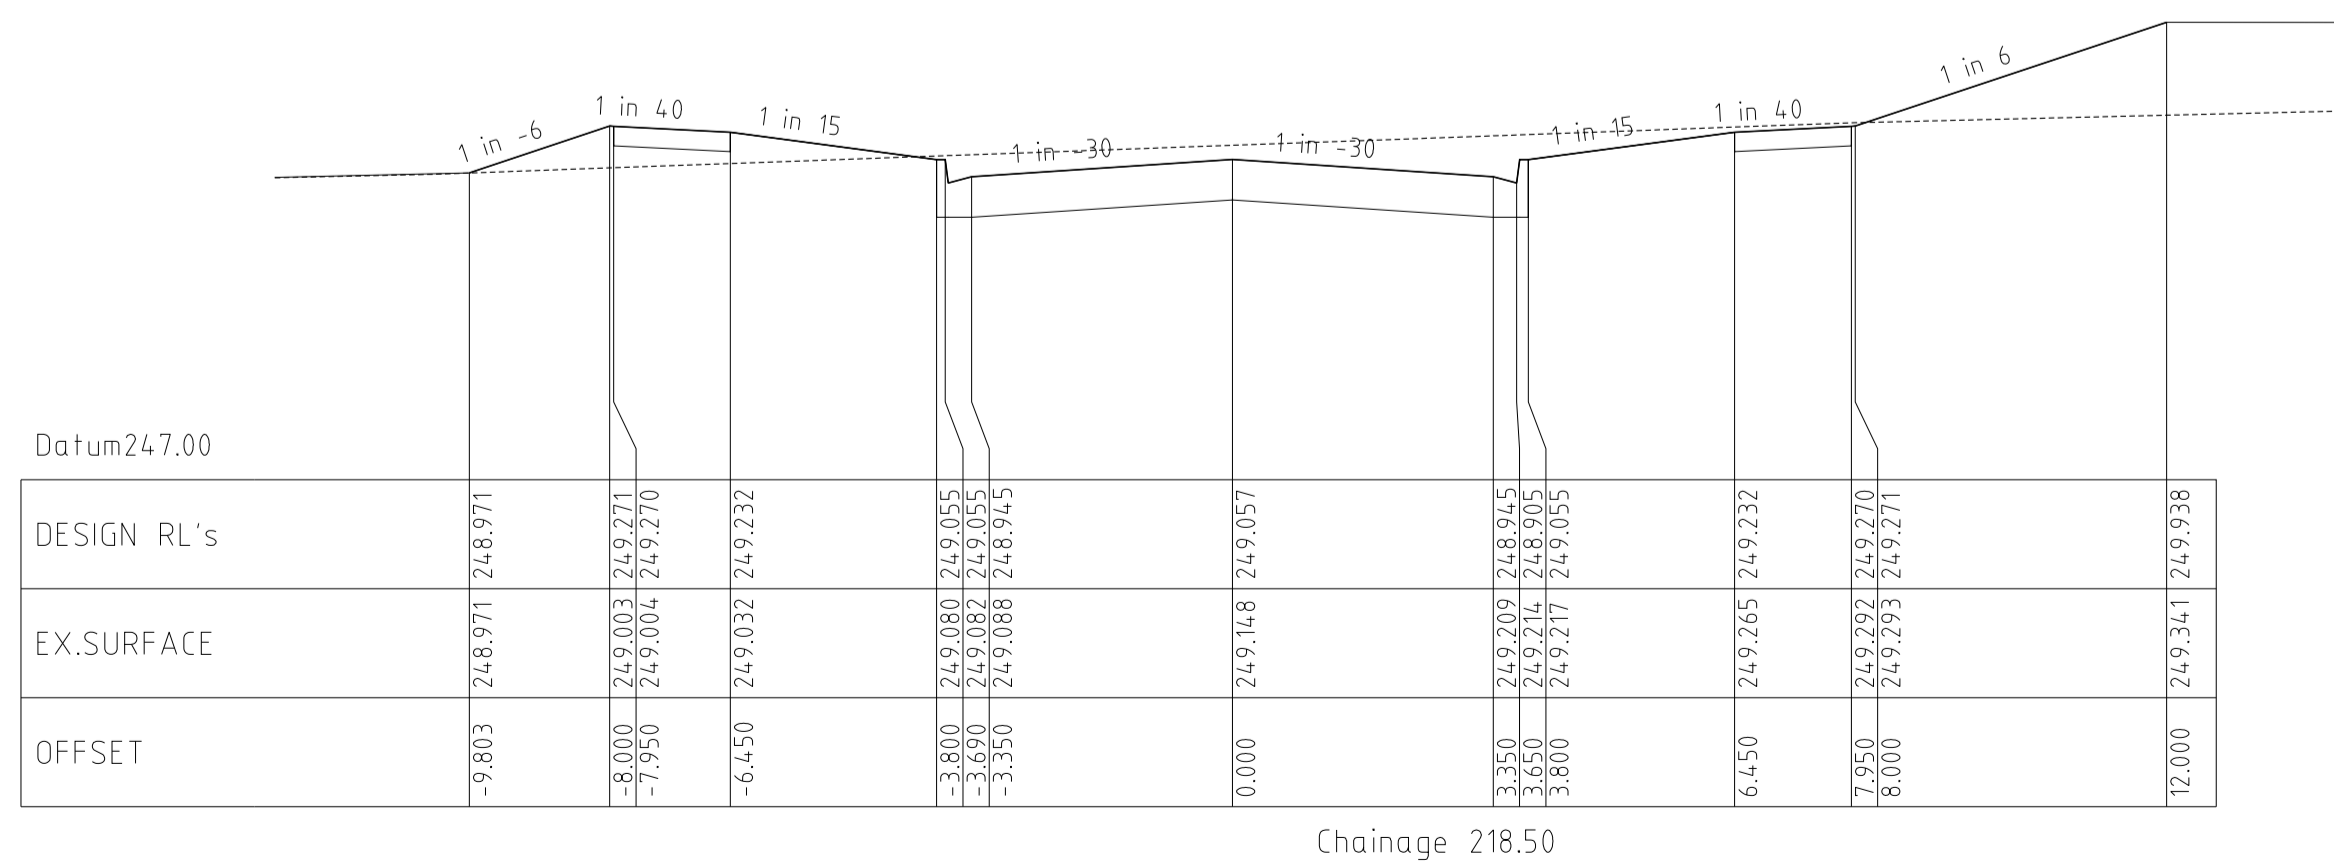 1 in -6
1 in 40
1 in 15
1 in -30
1 in -30
1 in 15
1 in 40
1 in 6
Datum247.00
DESIGN RL's 248.971 249.271 249.270 249.232 249.055 249.055 248.945 249.057 248.945 248.905 249.055 249.232 249.270 249.271 249.938
EX.SURFACE 248.971 249.003 249.004 249.032 249.080 249.082 249.088 249.148 249.209 249.214 249.217 249.265 249.292 249.293 249.341
OFFSET -9.803 -8.000 -7.950 -6.450 -3.800 -3.690 -3.350 0.000 3.350 3.650 3.800 6.450 7.950 8.000 12.000
Chainage 218.50